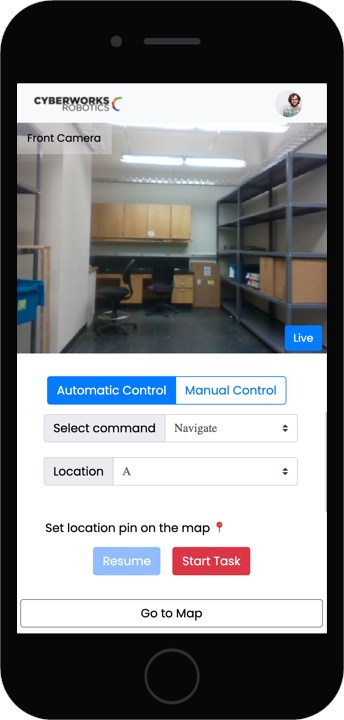 CYBERWORKS
ROBOTICS
Front Camera
Live
Automatic Control Manual Control
Select command Navigate
Location A
Set location pin on the map 📍
Resume Start Task
Go to Map